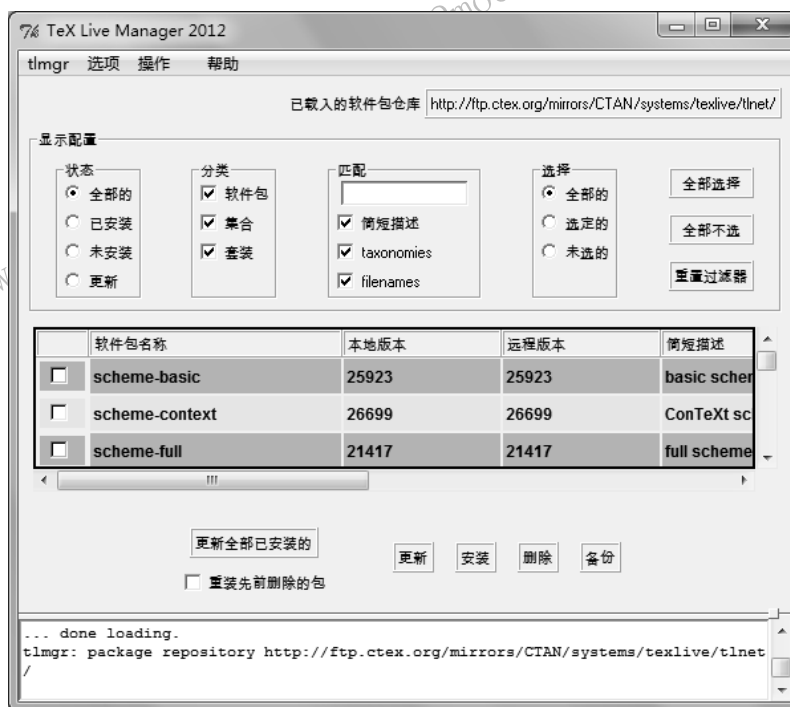 TeX Live Manager 2012
tlmgr 选项 操作 帮助
已载入的软件包仓库 http://ftp.ctex.org/mirrors/CTAN/systems/texlive/tlnet/
显示配置
状态 分类 匹配 选择
全部的 软件包 全部的 全部选择
已安装 集合 简短描述 选定的 全部不选
未安装 套装 taxonomies 未选的
更新 filenames 重置过滤器
软件包名称 本地版本 远程版本 简短描述
scheme-basic 25923 25923 basic scher
scheme-context 26699 26699 ConTeXt sc
scheme-full 21417 21417 full scheme
更新全部已安装的 更新 安装 删除 备份
重装先前删除的包
... done loading.
tlmgr: package repository http://ftp.ctex.org/mirrors/CTAN/systems/texlive/tlnet
/